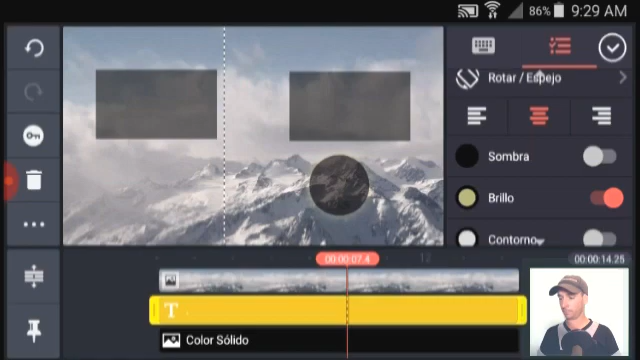 86% 9:29 AM
Rotar / Espejo
Sombra
Brillo
Contorno
00:00:07.4 12 00:00:14.25
T .
Color Sólido